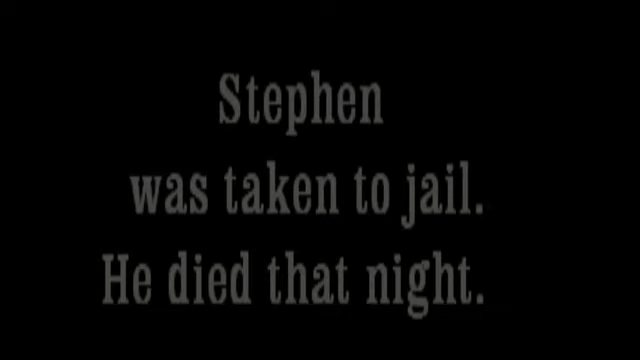 Stephen
was taken to jail.
He died that night.